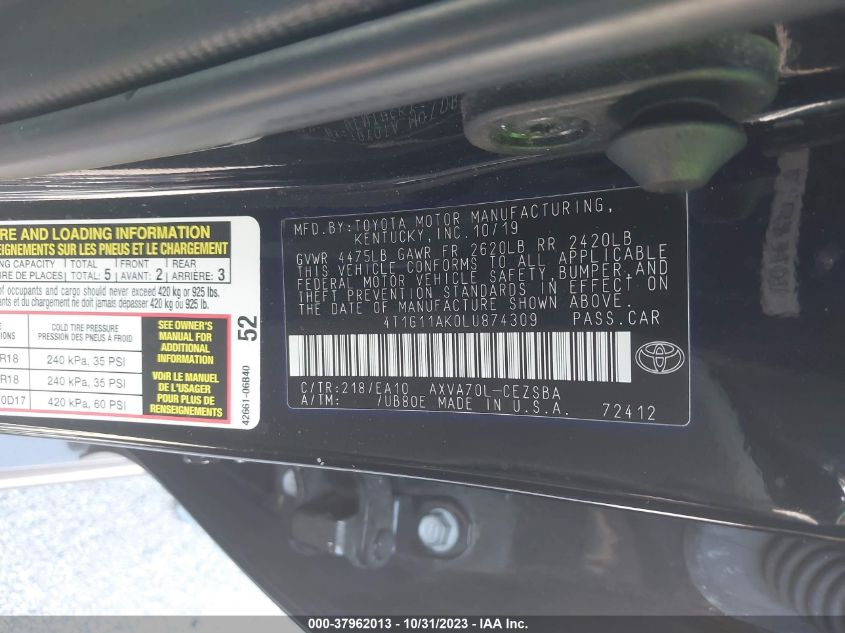 RE AND LOADING INFORMATION
SEIGNEMENTS SUR LES PNEUS ET LE CHARGEMENT
ING CAPACITY TOTAL FRONT REAR
RE DE PLACES: TOTAL: 5 AVANT: 2 ARRIÈRE: 3
of occupants and cargo should never exceed 420 kg or 925 lbs.
ants et du chargement ne doit jamais dépasser 420 kg ou 925 lb.
COLD TIRE PRESSURE
PRESSION DES PNEUS À FROID
R18 240 kPa, 35 PSI
R18 240 kPa, 35 PSI
0D17 420 kPa, 60 PSI
SEE OWNER'S
MANUAL FOR
ADDITIONAL
INFORMATION
VOIR LE MANUEL
DE L'USAGER
POUR PLUS DE
RENSEIGNEMENTS
52
42661-06B40
MFD.BY:TOYOTA MOTOR MANUFACTURING,
KENTUCKY, INC. 10/19
GVWR 4475LB GAWR FR 2620LB RR 2420LB
THIS VEHICLE CONFORMS TO ALL APPLICABLE
FEDERAL MOTOR VEHICLE SAFETY, BUMPER, AND
THEFT PREVENTION STANDARDS IN EFFECT ON
THE DATE OF MANUFACTURE SHOWN ABOVE.
4T1G11AK0LU874309 PASS.CAR
C/TR:218/EA10 AXVA70L-CEZSBA
A/TM: /UB80E MADE IN U.S.A. 72412
000-37962013 - 10/31/2023 - IAA Inc.